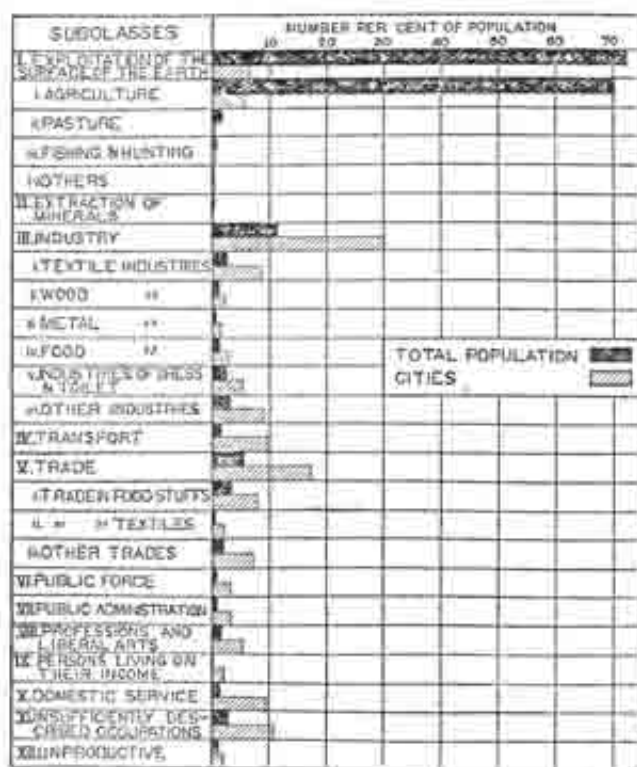 SUBCLASSES
NUMBER PER CENT OF POPULATION
10 20 30 40 50 60 70
I. EXPLOITATION OF THE
SURFACE OF THE EARTH
i. AGRICULTURE
ii. PASTURE
iii. FISHING & HUNTING
iv. OTHERS
II. EXTRACTION OF
MINERALS
III. INDUSTRY
i. TEXTILE INDUSTRIES
ii. WOOD "
iii. METAL "
iv. FOOD "
v. INDUSTRIES OF DRESS
& TOILET
vi. OTHER INDUSTRIES
IV. TRANSPORT
V. TRADE
i. TRADE IN FOOD STUFFS
ii. " " TEXTILES
iii. OTHER TRADES
VI. PUBLIC FORCE
VII. PUBLIC ADMINSTRATION
VIII. PROFESSIONS AND
LIBERAL ARTS
IX. PERSONS LIVING ON
THEIR INCOME
X. DOMESTIC SERVICE
XI. INSUFFICIENTLY DES-
CRIBED OCCUPATIONS
XII. UNPRODUCTIVE
TOTAL POPULATION
CITIES